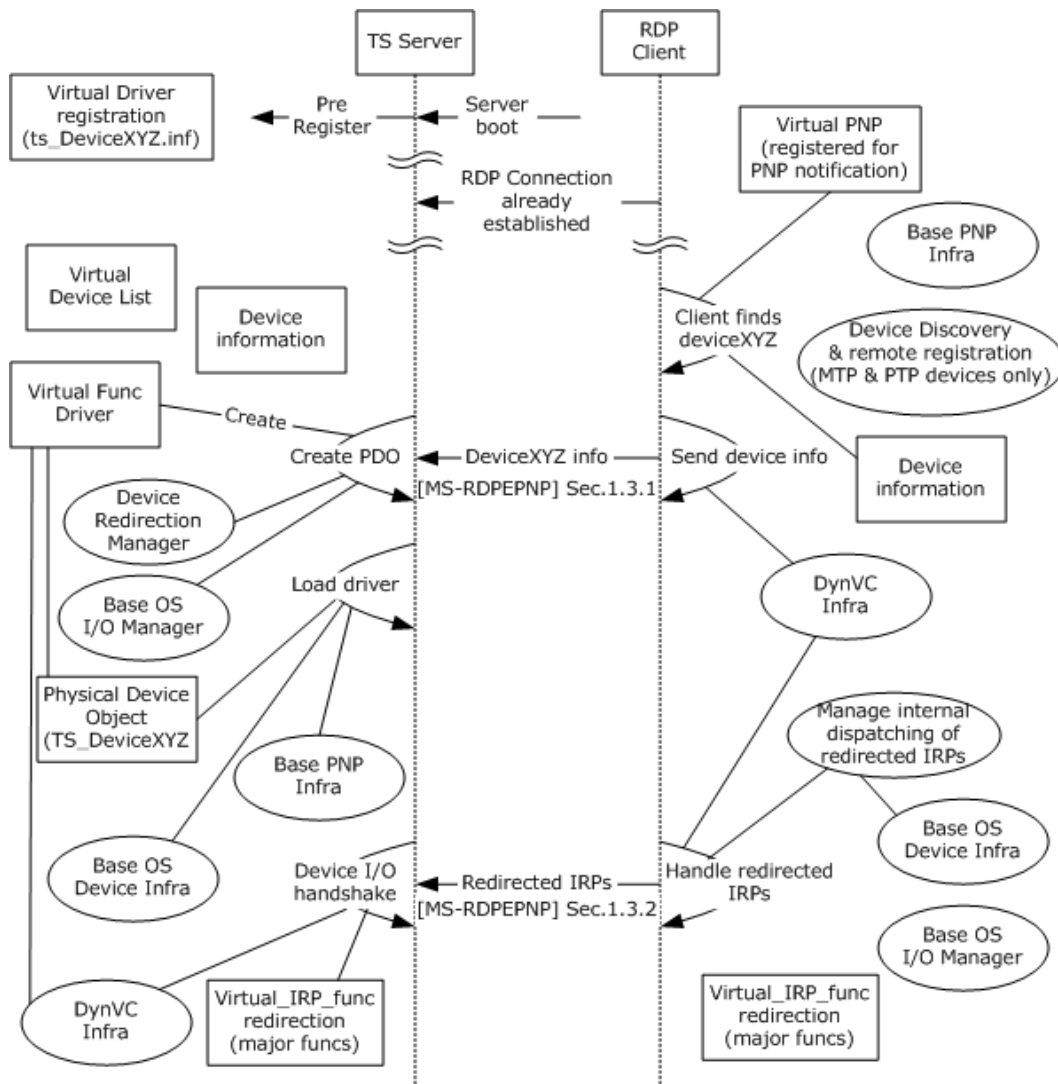 TS Server
RDP
Client
Virtual Driver
registration
(ts_DeviceXYZ.inf)
Pre
Register
Server
boot
Virtual PNP
(registered for
PNP notification)
RDP Connection
already
established
Base PNP
Infra
Virtual
Device List
Device
information
Client finds
deviceXYZ
Device Discovery
& remote registration
(MTP & PTP devices only)
Virtual Func
Driver
Create
Create PDO
DeviceXYZ info
Send device info
[MS-RDPEPNP] Sec.1.3.1
Device
information
Device
Redirection
Manager
Load driver
Base OS
I/O Manager
DynVC
Infra
Physical Device
Object
(TS_DeviceXYZ
Manage internal
dispatching of
redirected IRPs
Base PNP
Infra
Base OS
Device Infra
Base OS
Device Infra
Device I/O
handshake
Redirected IRPs
Handle redirected
IRPs
[MS-RDPEPNP] Sec.1.3.2
Base OS
I/O Manager
DynVC
Infra
Virtual_IRP_func
redirection
(major funcs)
Virtual_IRP_func
redirection
(major funcs)